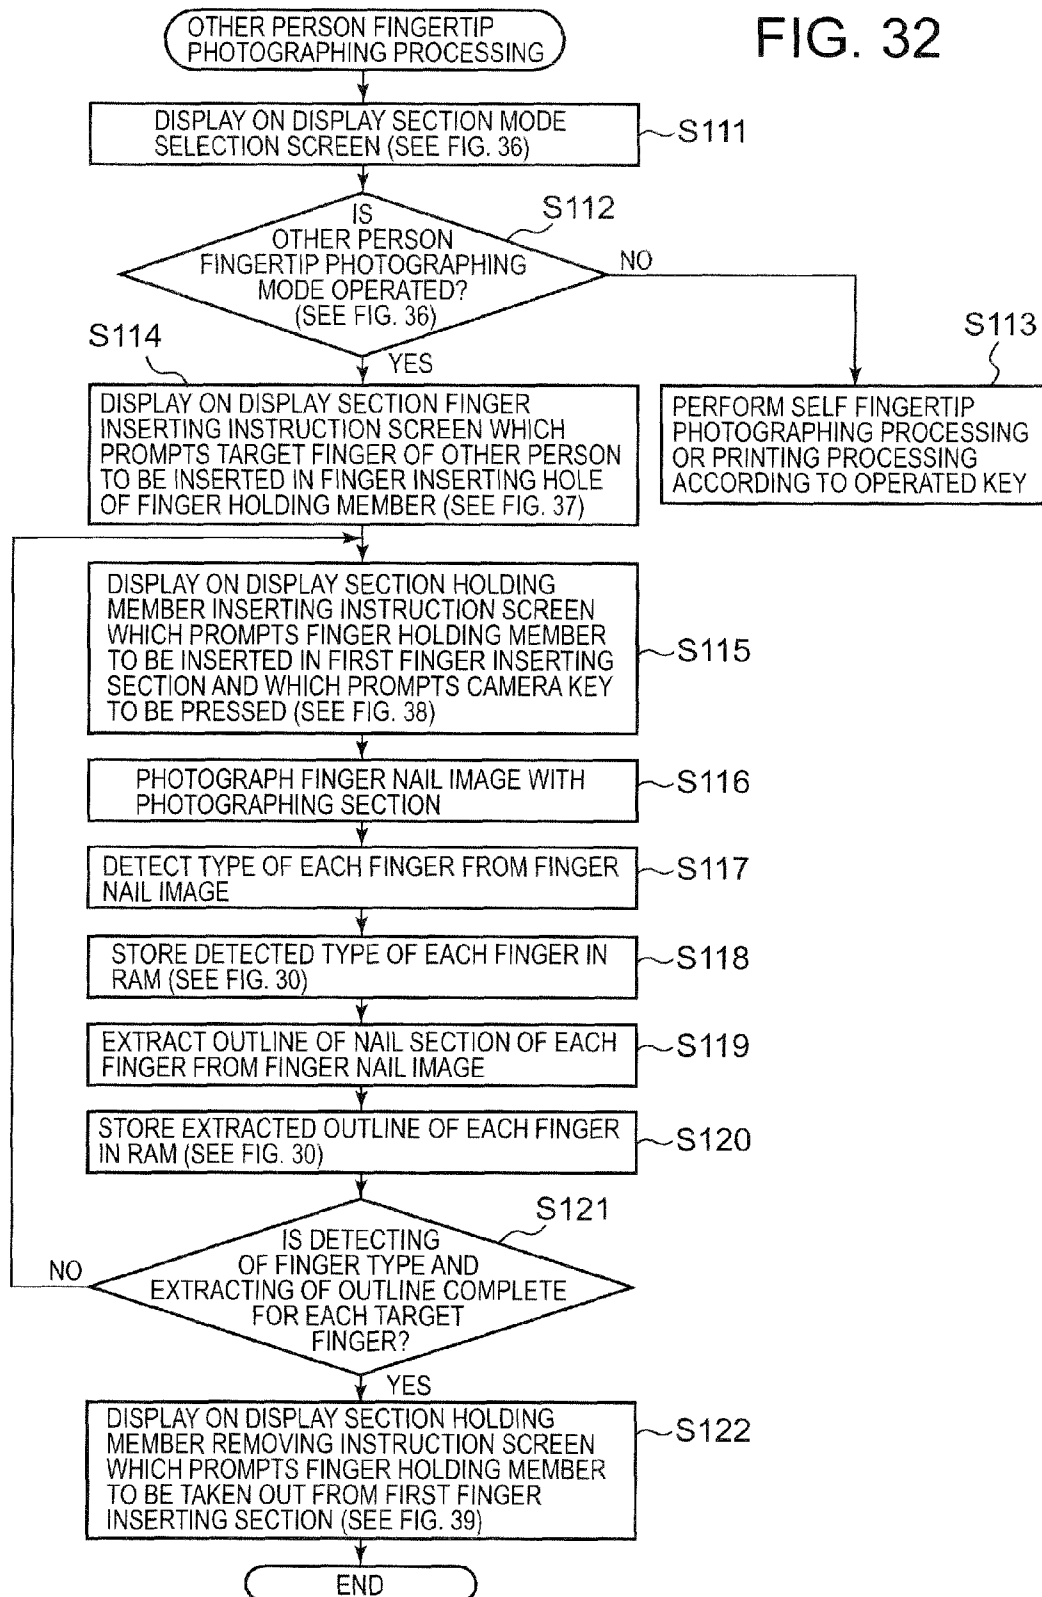 FIG. 32
OTHER PERSON FINGERTIP
PHOTOGRAPHING PROCESSING
DISPLAY ON DISPLAY SECTION MODE
SELECTION SCREEN (SEE FIG. 36)
S111
IS
OTHER PERSON
FINGERTIP PHOTOGRAPHING
MODE OPERATED?
(SEE FIG. 36)
S112
NO
YES
S113
PERFORM SELF FINGERTIP
PHOTOGRAPHING PROCESSING
OR PRINTING PROCESSING
ACCORDING TO OPERATED KEY
S114
DISPLAY ON DISPLAY SECTION FINGER
INSERTING INSTRUCTION SCREEN WHICH
PROMPTS TARGET FINGER OF OTHER PERSON
TO BE INSERTED IN FINGER INSERTING HOLE
OF FINGER HOLDING MEMBER (SEE FIG. 37)
DISPLAY ON DISPLAY SECTION HOLDING
MEMBER INSERTING INSTRUCTION SCREEN
WHICH PROMPTS FINGER HOLDING MEMBER
TO BE INSERTED IN FIRST FINGER INSERTING
SECTION AND WHICH PROMPTS CAMERA KEY
TO BE PRESSED (SEE FIG. 38)
S115
PHOTOGRAPH FINGER NAIL IMAGE WITH
PHOTOGRAPHING SECTION
S116
DETECT TYPE OF EACH FINGER FROM FINGER
NAIL IMAGE
S117
STORE DETECTED TYPE OF EACH FINGER IN
RAM (SEE FIG. 30)
S118
EXTRACT OUTLINE OF NAIL SECTION OF EACH
FINGER FROM FINGER NAIL IMAGE
S119
STORE EXTRACTED OUTLINE OF EACH FINGER
IN RAM (SEE FIG. 30)
S120
IS DETECTING
OF FINGER TYPE AND
EXTRACTING OF OUTLINE COMPLETE
FOR EACH TARGET
FINGER?
S121
NO
YES
DISPLAY ON DISPLAY SECTION HOLDING
MEMBER REMOVING INSTRUCTION SCREEN
WHICH PROMPTS FINGER HOLDING MEMBER
TO BE TAKEN OUT FROM FIRST FINGER
INSERTING SECTION (SEE FIG. 39)
S122
END